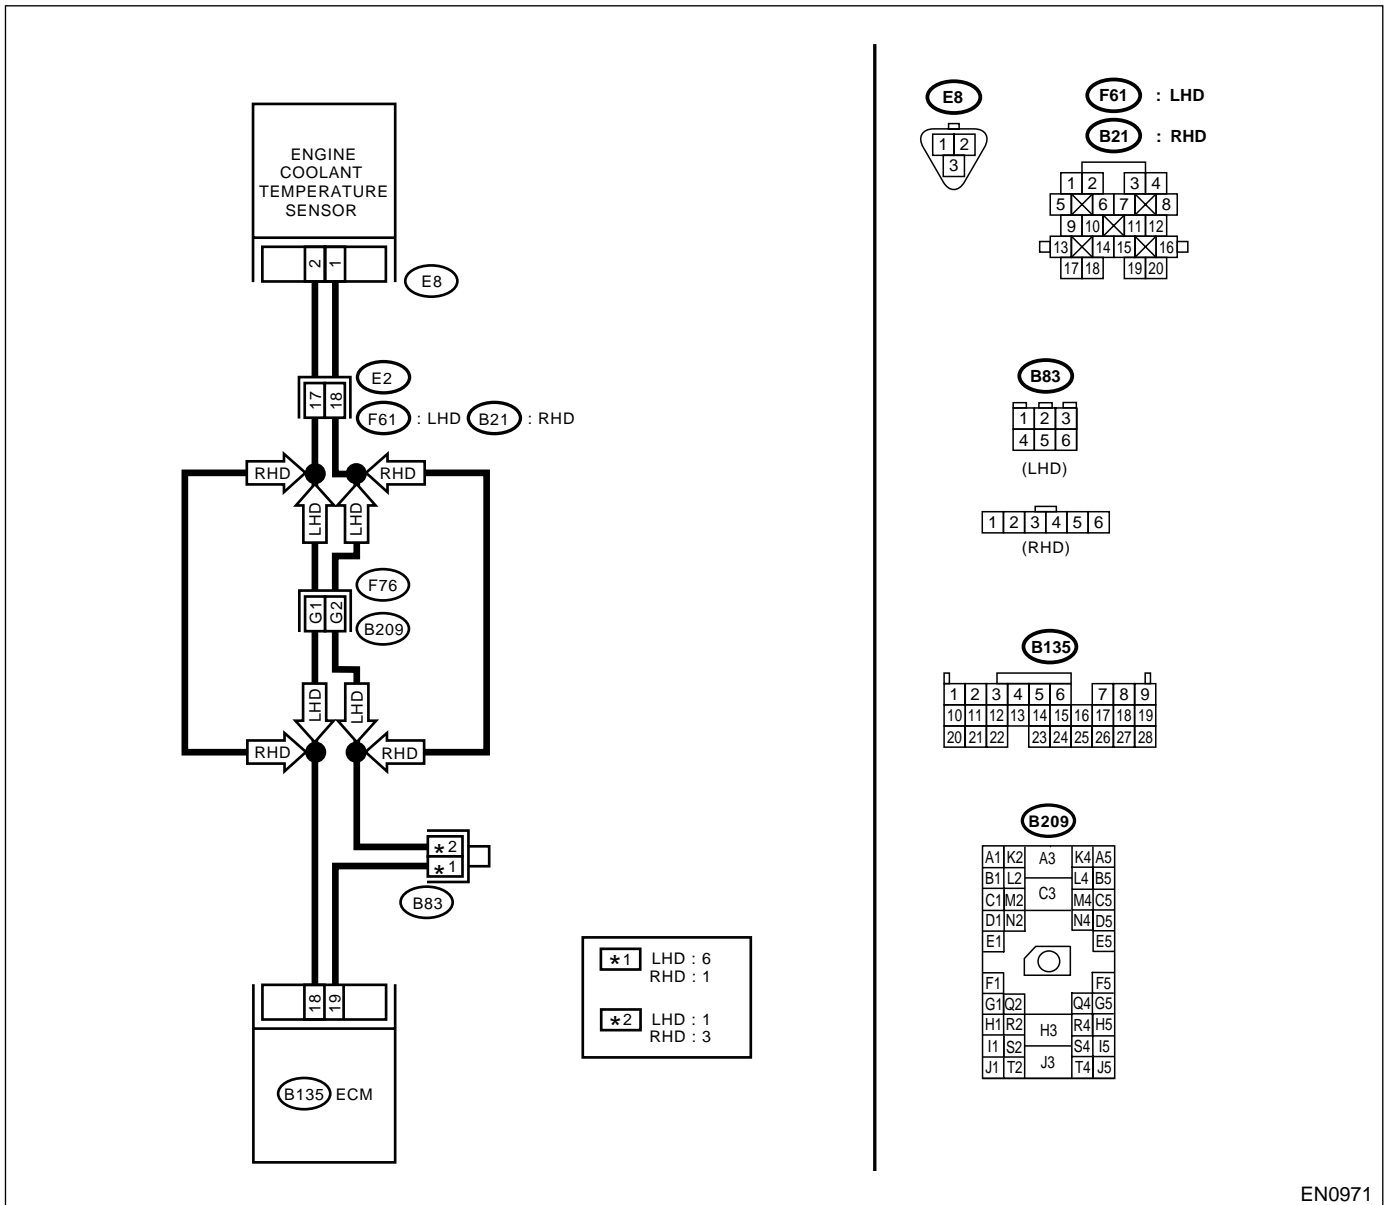 ENGINE
COOLANT
TEMPERATURE
SENSOR
2 1
E8
E2
17 18
F61 : LHD B21 : RHD
RHD RHD
LHD LHD
F76
G1 G2
B209
LHD LHD
RHD RHD
*2
*1
B83
18 19
B135 ECM
*1 LHD : 6
RHD : 1
*2 LHD : 1
RHD : 3
E8
1 2
3
F61 : LHD
B21 : RHD
1 2 3 4
5 6 7 8
9 10 11 12
13 14 15 16
17 18 19 20
B83
1 2 3
4 5 6
(LHD)
1 2 3 4 5 6
(RHD)
B135
1 2 3 4 5 6 7 8 9
10 11 12 13 14 15 16 17 18 19
20 21 22 23 24 25 26 27 28
B209
A1 K2 A3 K4 A5
B1 L2 L4 B5
C1 M2 C3 M4 C5
D1 N2 N4 D5
E1 E5
F1 F5
G1 Q2 Q4 G5
H1 R2 H3 R4 H5
I1 S2 S4 I5
J1 T2 J3 T4 J5
EN0971